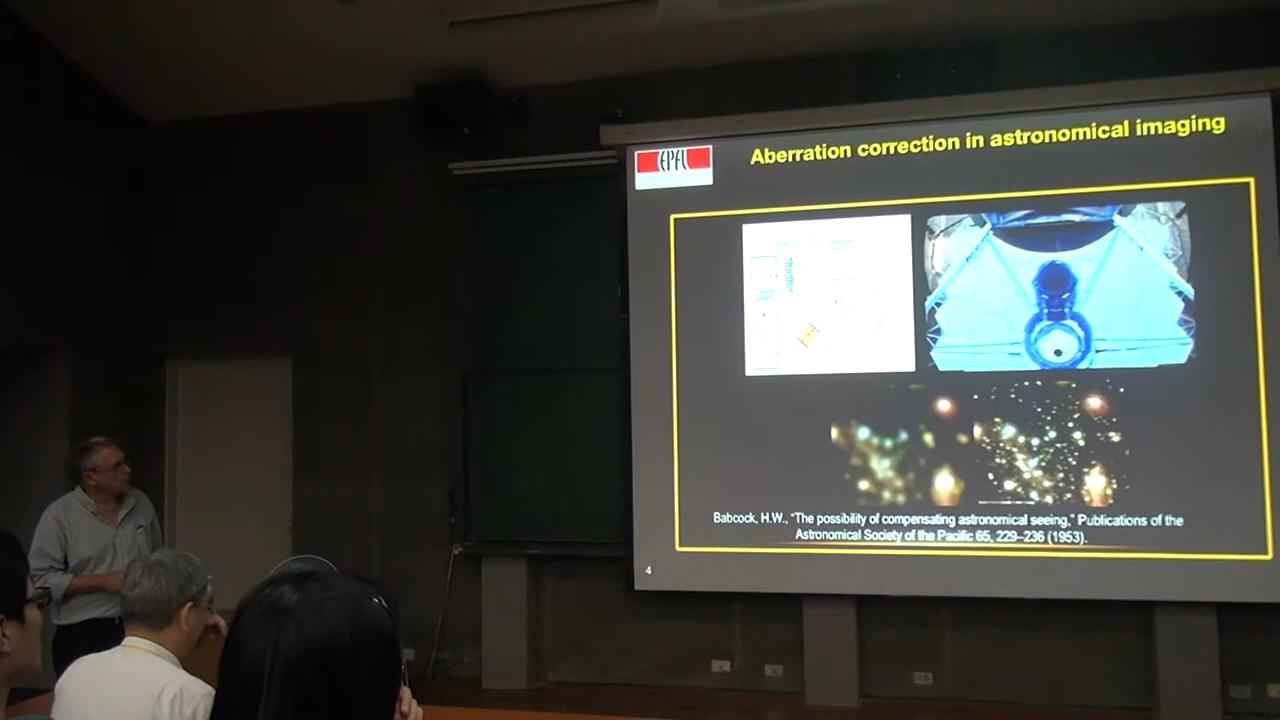 EPFL
Aberration correction in astronomical imaging
Babcock, H.W., "The possibility of compensating astronomical seeing," Publications of the
Astronomical Society of the Pacific 65, 229–236 (1953).
4